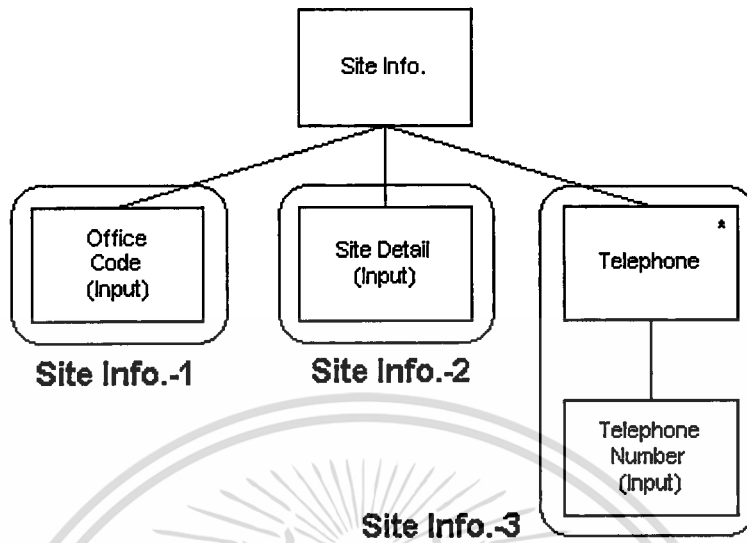 Site Info.
Office
Code
(Input)
Site Detail
(Input)
*
Telephone
Site Info.-1
Site Info.-2
Telephone
Number
(Input)
Site Info.-3